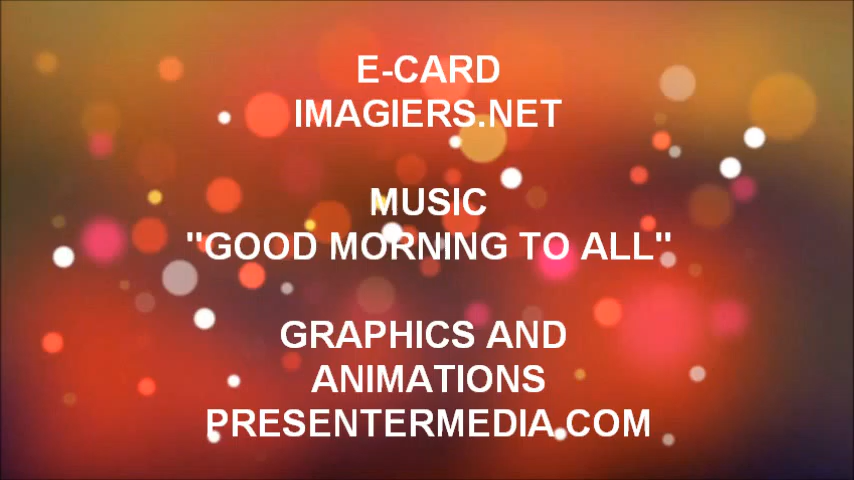 E-CARD
IMAGIERS.NET
MUSIC
"GOOD MORNING TO ALL"
GRAPHICS AND
ANIMATIONS
PRESENTERMEDIA.COM